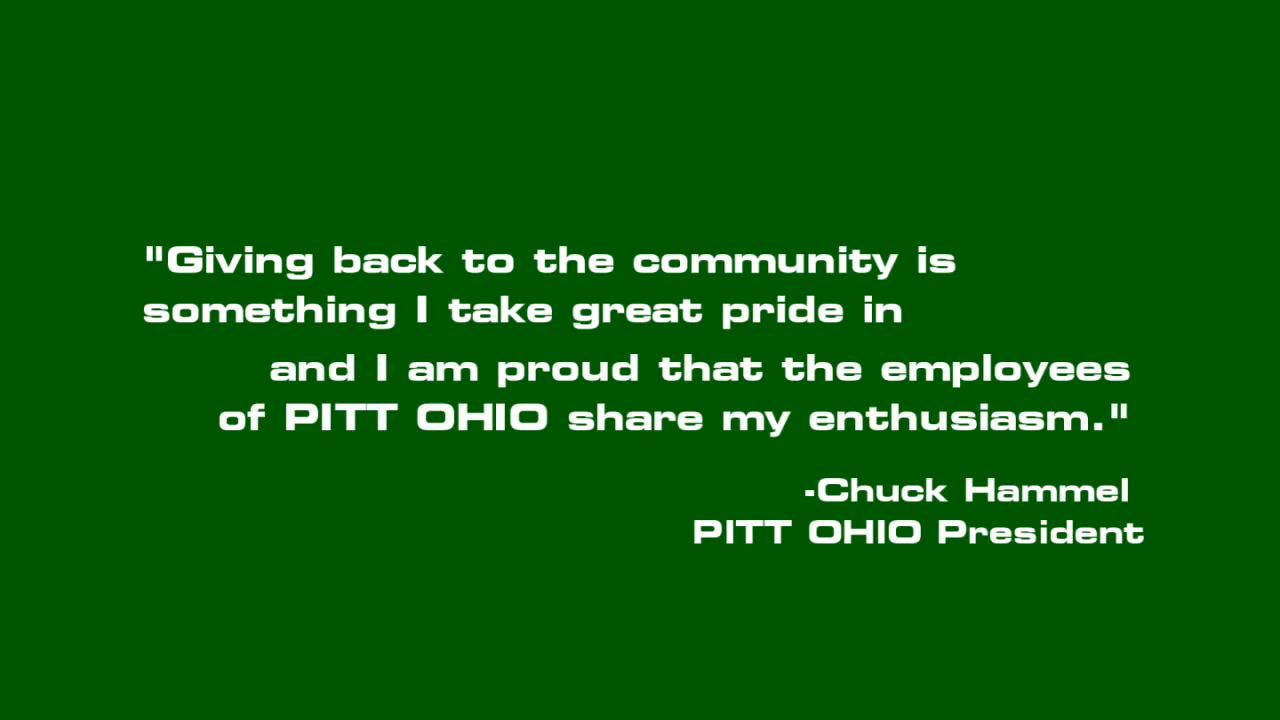 "Giving back to the community is
something I take great pride in
and I am proud that the employees
of PITT OHIO share my enthusiasm."
-Chuck Hammel
PITT OHIO President